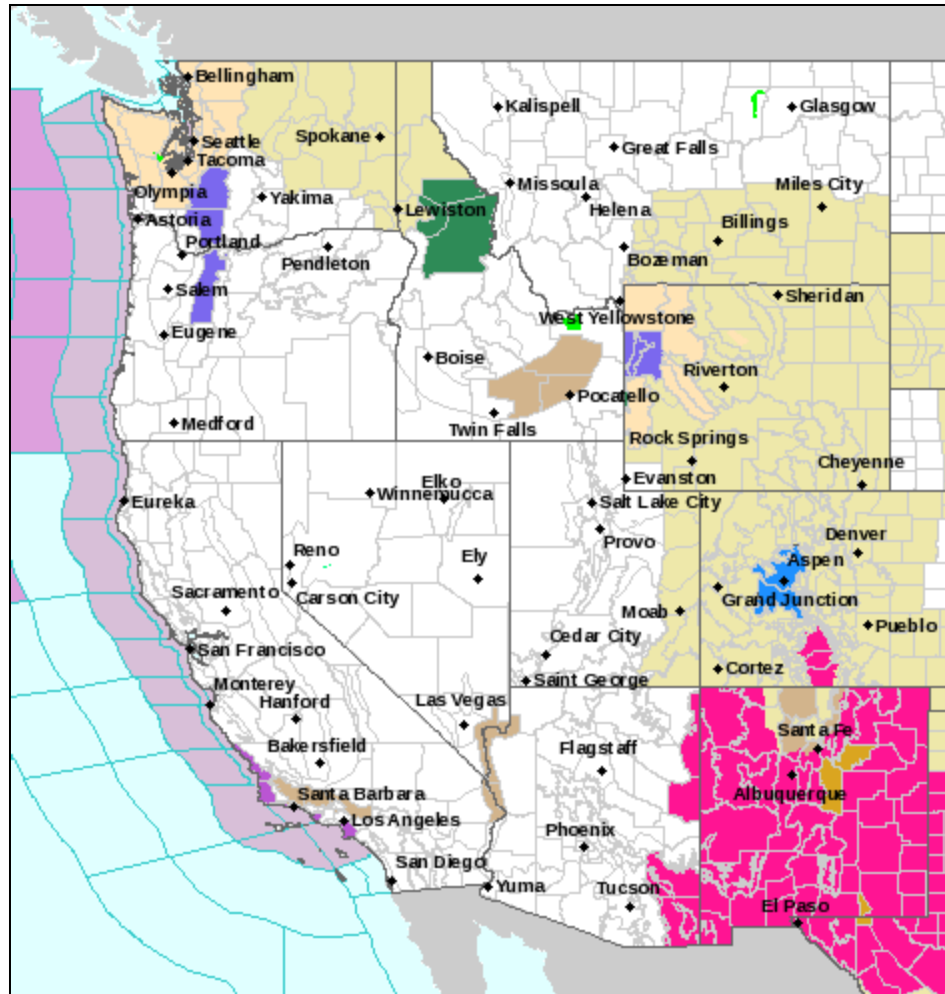 Bellingham
Kalispell
Glasgow
Seattle
Spokane
Great Falls
Tacoma
Olympia
Yakima
Missoula
Miles City
Lewiston
Helena
Astoria
Billings
Portland
Pendleton
Bozeman
Salem
Sheridan
West Yellowstone
Eugene
Boise
Riverton
Pocatello
Medford
Twin Falls
Rock Springs
Cheyenne
Elko
Evanston
Winnemucca
Eureka
Salt Lake City
Denver
Provo
Reno
Ely
Aspen
Sacramento
Carson City
Grand Junction
Moab
Pueblo
Cedar City
San Francisco
Cortez
Saint George
Monterey
Hanford
Las Vegas
Santa Fe
Bakersfield
Flagstaff
Santa Barbara
Albuquerque
Los Angeles
Phoenix
San Diego
Yuma
Tucson
El Paso